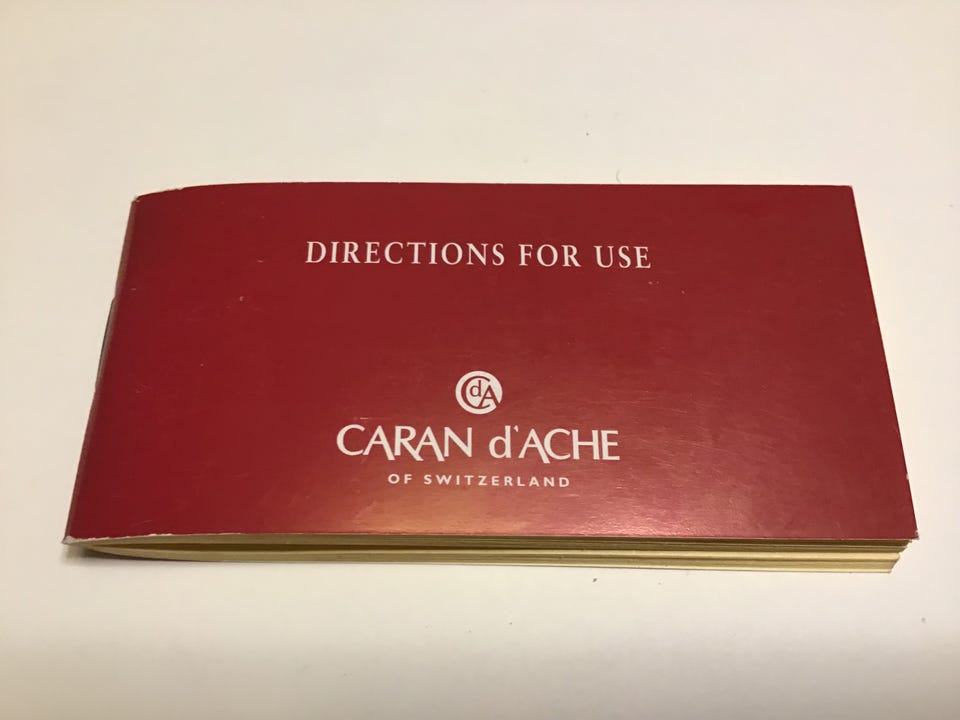 DIRECTIONS FOR USE
CdA
CARAN d'ACHE
OF SWITZERLAND